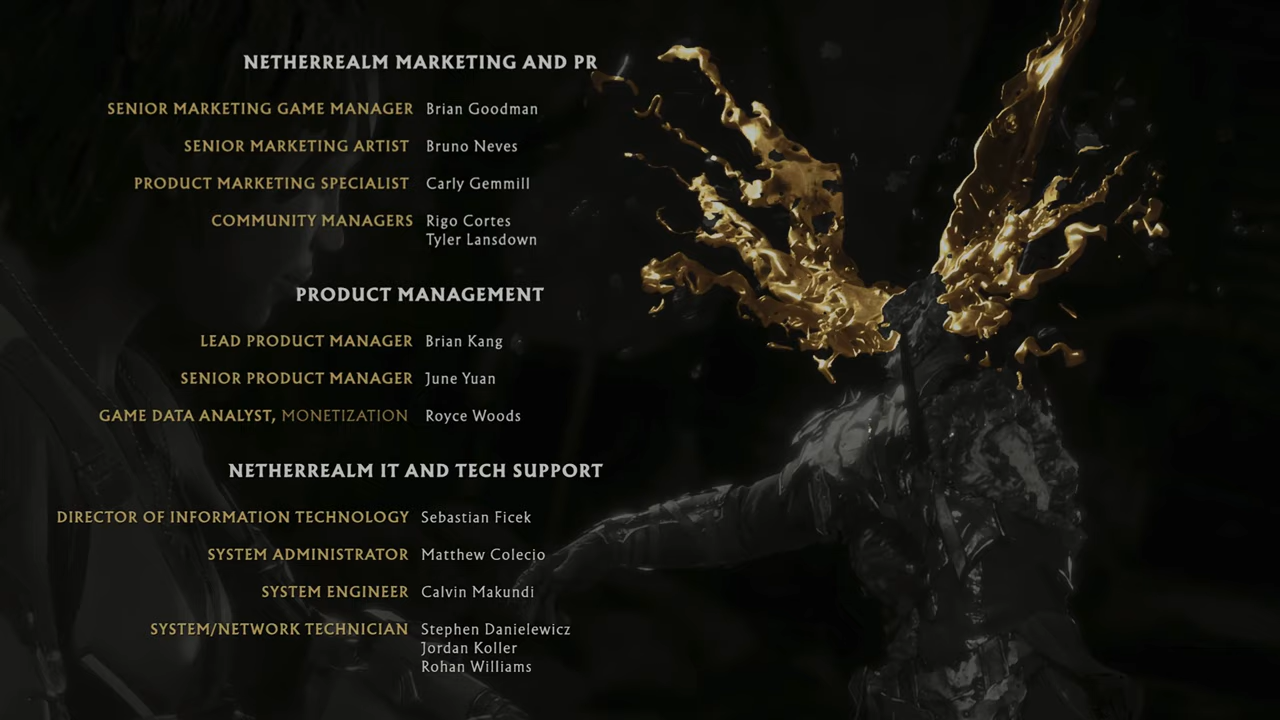 NETHERREALM MARKETING AND PR
SENIOR MARKETING GAME MANAGER Brian Goodman
SENIOR MARKETING ARTIST Bruno Neves
PRODUCT MARKETING SPECIALIST Carly Gemmill
COMMUNITY MANAGERS Rigo Cortes
Tyler Lansdown
PRODUCT MANAGEMENT
LEAD PRODUCT MANAGER Brian Kang
SENIOR PRODUCT MANAGER June Yuan
GAME DATA ANALYST, MONETIZATION Royce Woods
NETHERREALM IT AND TECH SUPPORT
DIRECTOR OF INFORMATION TECHNOLOGY Sebastian Ficek
SYSTEM ADMINISTRATOR Matthew Colecio
SYSTEM ENGINEER Calvin Makundi
SYSTEM/NETWORK TECHNICIAN Stephen Danielewicz
Jordan Koller
Rohan Williams